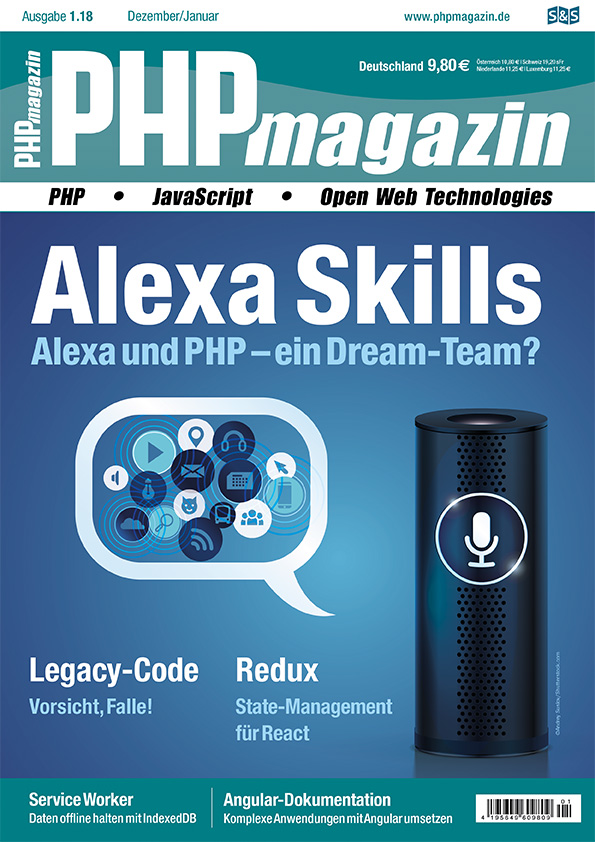 Ausgabe 1.18 Dezember/Januar www.phpmagazin.de S&S
Deutschland 9,80 € Österreich 10,80 € | Schweiz 19,20 sFr
Niederlande 11,25 € | Luxemburg 11,25 €
PHPmagazin
PHPmagazin
PHP • JavaScript • Open Web Technologies
Alexa Skills
Alexa und PHP – ein Dream-Team?
Legacy-Code
Vorsicht, Falle!
Redux
State-Management
für React
Service Worker
Daten offline halten mit IndexedDB
Angular-Dokumentation
Komplexe Anwendungen mit Angular umsetzen
01
4 195649 609809